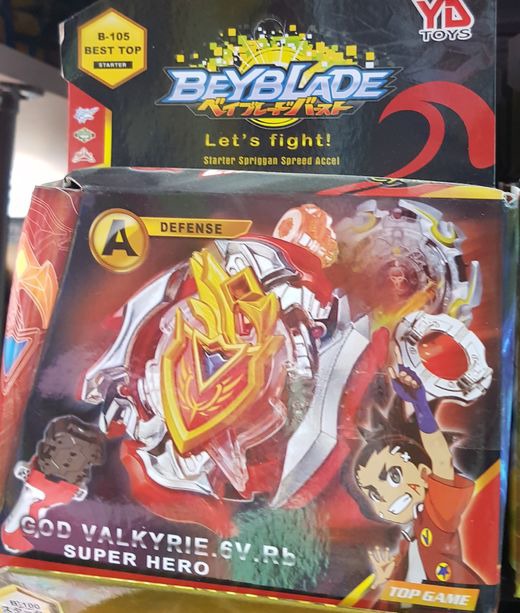 B-105
BEST TOP
STARTER
YD
TOYS
BEYBLADE
ベイブレードバースト
Let's fight!
Starter Spriggan Spreed Accel
A
DEFENSE
GOD VALKYRIE.6V.Rb
SUPER HERO
TOP GAME
B-100